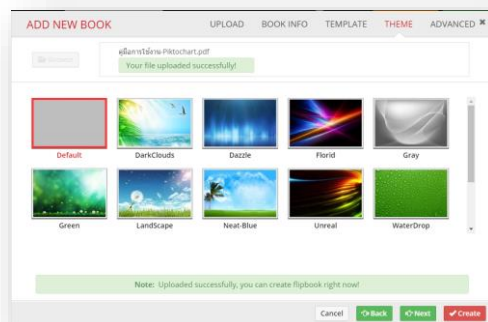 ADD NEW BOOK
UPLOAD BOOK INFO TEMPLATE THEME ADVANCED ×
คู่มือการใช้งาน-Piktochart.pdf
Your file uploaded successfully!
Default DarkClouds Dazzle Florid Gray
Green LandScape Neat-Blue Unreal WaterDrop
Note: Uploaded successfully, you can create flipbook right now!
Cancel Back Next Create